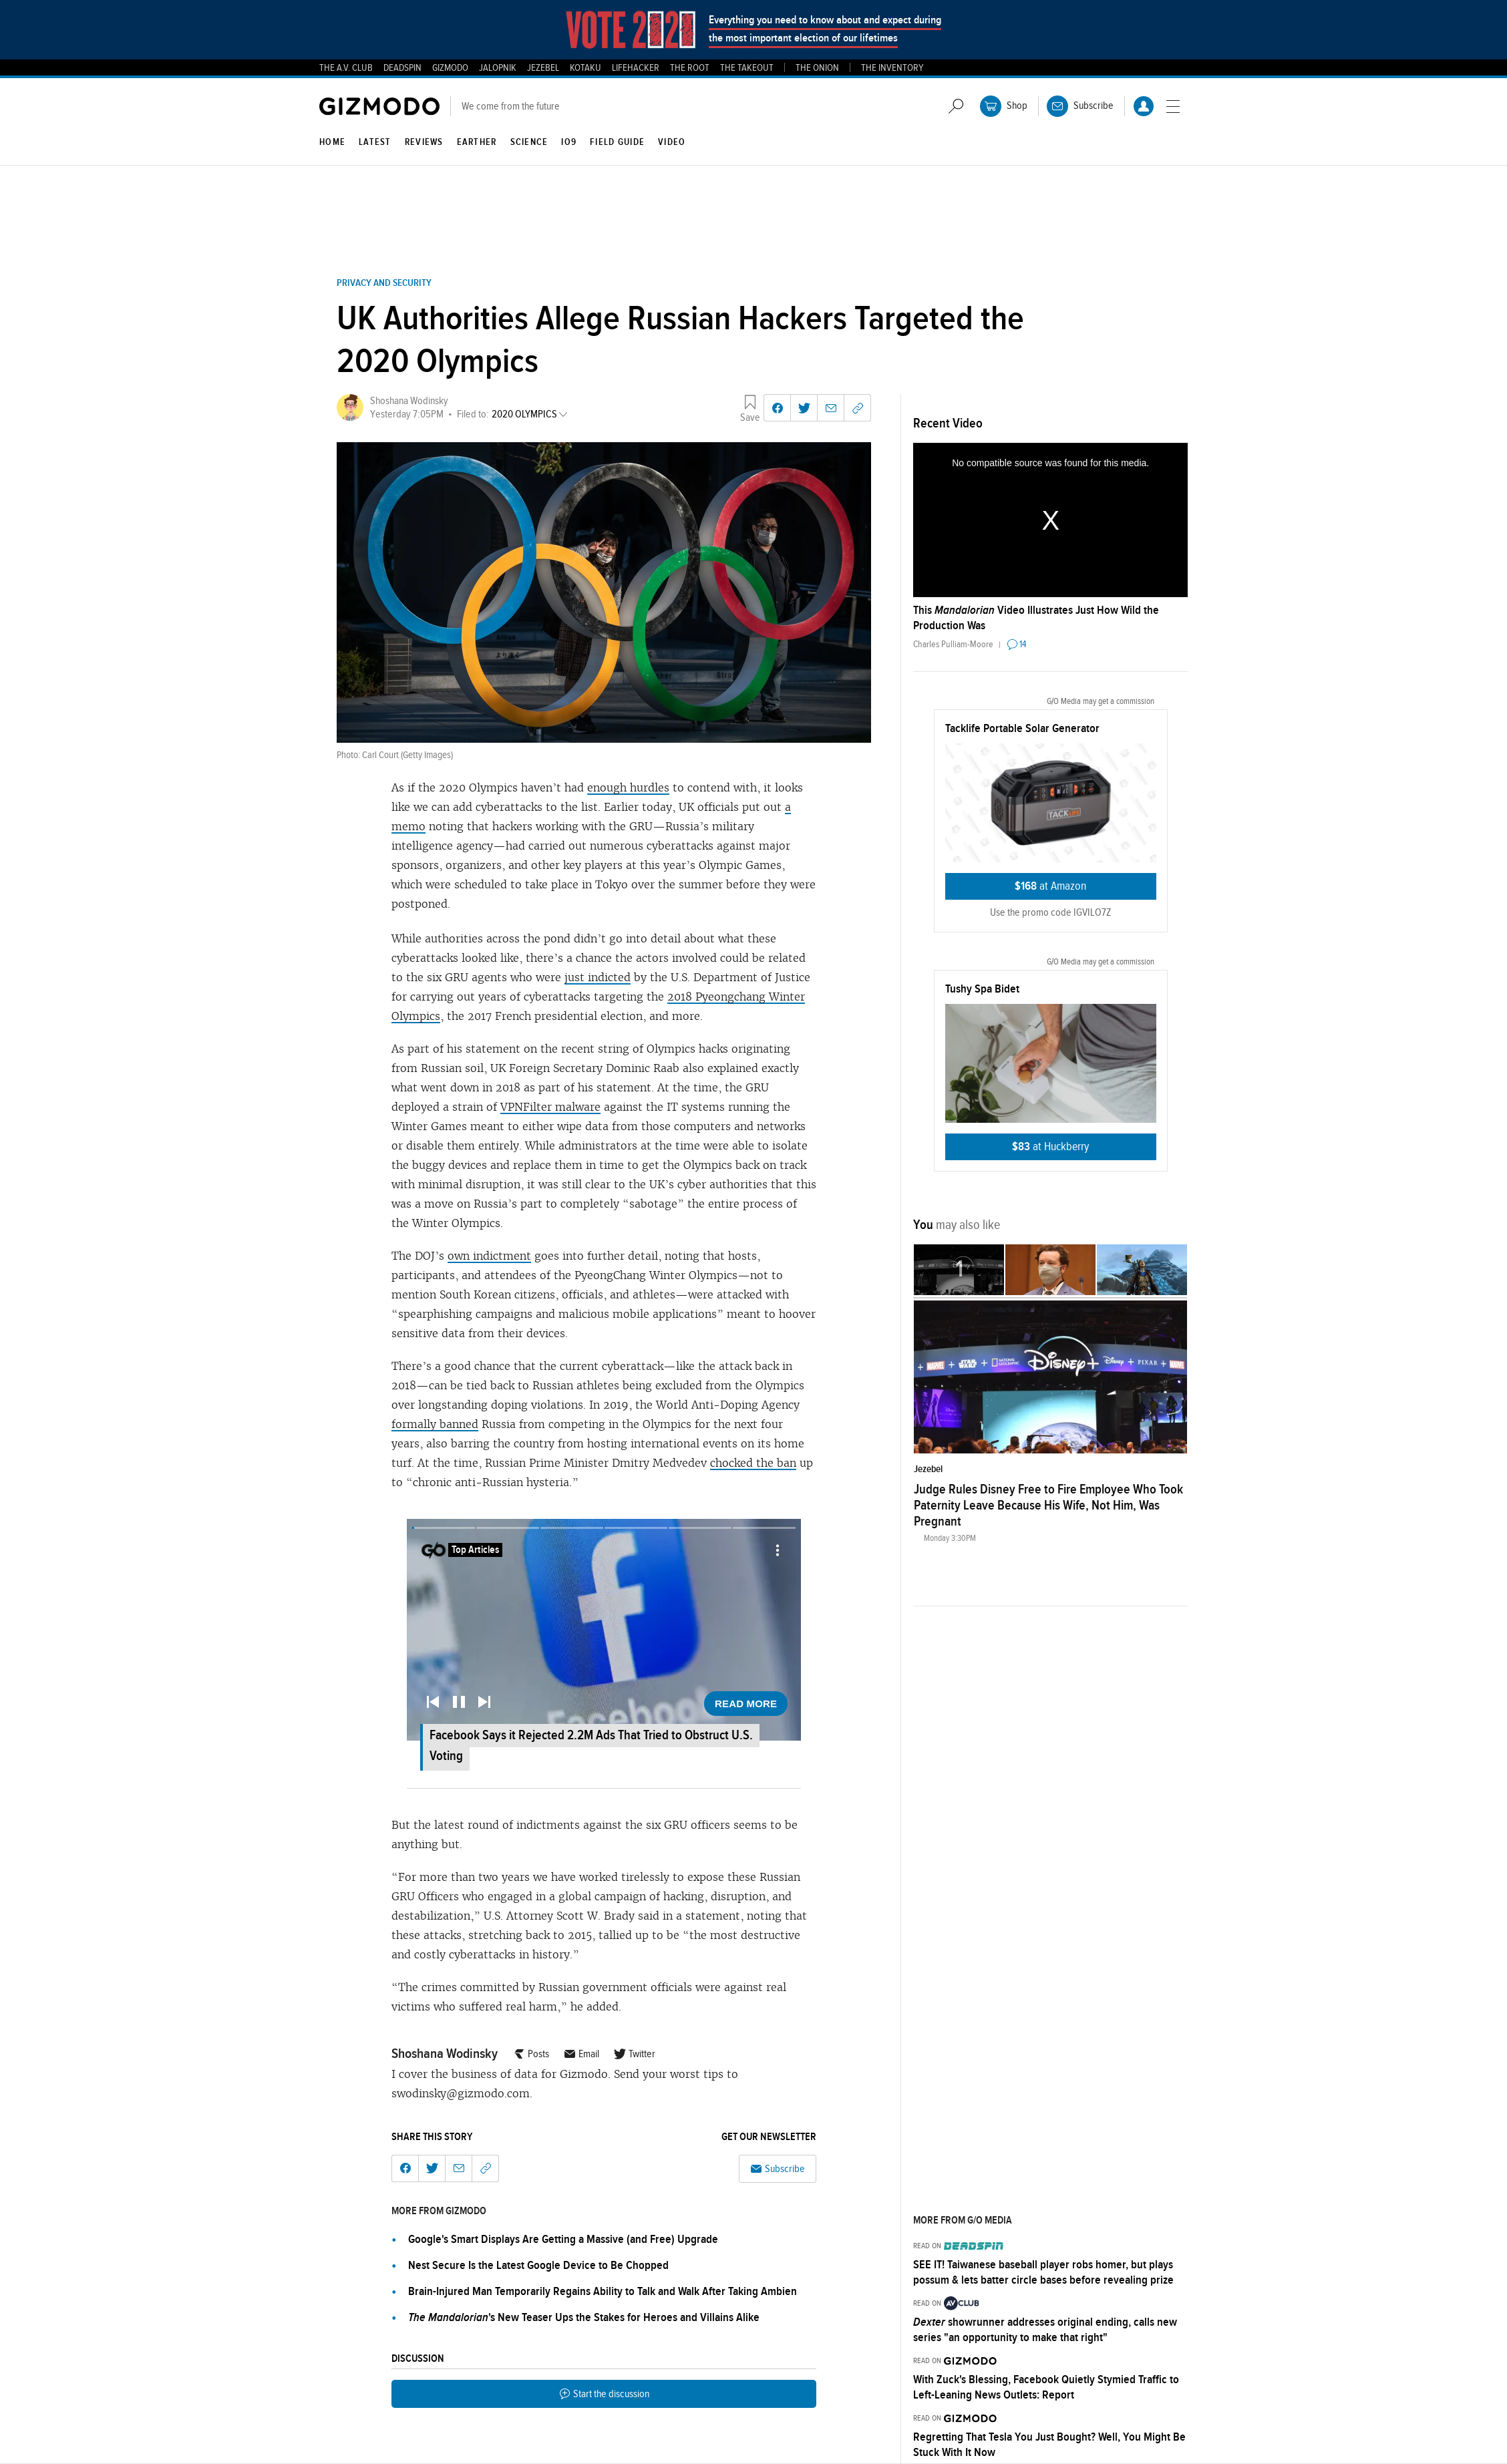 VOTE 2020
Everything you need to know about and expect during
the most important election of our lifetimes
THE A.V. CLUB DEADSPIN GIZMODO JALOPNIK JEZEBEL KOTAKU LIFEHACKER THE ROOT THE TAKEOUT THE ONION THE INVENTORY
GIZMODO We come from the future
Shop Subscribe
HOME LATEST REVIEWS EARTHER SCIENCE IO9 FIELD GUIDE VIDEO
PRIVACY AND SECURITY
UK Authorities Allege Russian Hackers Targeted the
2020 Olympics
Shoshana Wodinsky
Yesterday 7:05PM • Filed to: 2020 OLYMPICS
Save
Photo: Carl Court (Getty Images)
As if the 2020 Olympics haven’t had enough hurdles to contend with, it looks
like we can add cyberattacks to the list. Earlier today, UK officials put out a
memo noting that hackers working with the GRU—Russia’s military
intelligence agency—had carried out numerous cyberattacks against major
sponsors, organizers, and other key players at this year’s Olympic Games,
which were scheduled to take place in Tokyo over the summer before they were
postponed.
While authorities across the pond didn’t go into detail about what these
cyberattacks looked like, there’s a chance the actors involved could be related
to the six GRU agents who were just indicted by the U.S. Department of Justice
for carrying out years of cyberattacks targeting the 2018 Pyeongchang Winter
Olympics, the 2017 French presidential election, and more.
As part of his statement on the recent string of Olympics hacks originating
from Russian soil, UK Foreign Secretary Dominic Raab also explained exactly
what went down in 2018 as part of his statement. At the time, the GRU
deployed a strain of VPNFilter malware against the IT systems running the
Winter Games meant to either wipe data from those computers and networks
or disable them entirely. While administrators at the time were able to isolate
the buggy devices and replace them in time to get the Olympics back on track
with minimal disruption, it was still clear to the UK’s cyber authorities that this
was a move on Russia’s part to completely “sabotage” the entire process of
the Winter Olympics.
The DOJ’s own indictment goes into further detail, noting that hosts,
participants, and attendees of the PyeongChang Winter Olympics—not to
mention South Korean citizens, officials, and athletes—were attacked with
“spearphishing campaigns and malicious mobile applications” meant to hoover
sensitive data from their devices.
There’s a good chance that the current cyberattack—like the attack back in
2018—can be tied back to Russian athletes being excluded from the Olympics
over longstanding doping violations. In 2019, the World Anti-Doping Agency
formally banned Russia from competing in the Olympics for the next four
years, also barring the country from hosting international events on its home
turf. At the time, Russian Prime Minister Dmitry Medvedev chocked the ban up
to “chronic anti-Russian hysteria.”
Top Articles
Facebook
READ MORE
Facebook Says it Rejected 2.2M Ads That Tried to Obstruct U.S.
Voting
But the latest round of indictments against the six GRU officers seems to be
anything but.
“For more than two years we have worked tirelessly to expose these Russian
GRU Officers who engaged in a global campaign of hacking, disruption, and
destabilization,” U.S. Attorney Scott W. Brady said in a statement, noting that
these attacks, stretching back to 2015, tallied up to be “the most destructive
and costly cyberattacks in history.”
“The crimes committed by Russian government officials were against real
victims who suffered real harm,” he added.
Shoshana Wodinsky Posts Email Twitter
I cover the business of data for Gizmodo. Send your worst tips to
swodinsky@gizmodo.com.
SHARE THIS STORY
GET OUR NEWSLETTER
Subscribe
MORE FROM GIZMODO
Google's Smart Displays Are Getting a Massive (and Free) Upgrade
Nest Secure Is the Latest Google Device to Be Chopped
Brain-Injured Man Temporarily Regains Ability to Talk and Walk After Taking Ambien
The Mandalorian's New Teaser Ups the Stakes for Heroes and Villains Alike
DISCUSSION
Start the discussion
Recent Video
No compatible source was found for this media.
X
This Mandalorian Video Illustrates Just How Wild the
Production Was
Charles Pulliam-Moore | 14
G/O Media may get a commission
Tacklife Portable Solar Generator
TACKLIFE
$168 at Amazon
Use the promo code IGVILO7Z
G/O Media may get a commission
Tushy Spa Bidet
$83 at Huckberry
You may also like
1
MARVEL STAR WARS NATIONAL GEOGRAPHIC Disney+ Disney PIXAR MARVEL
Jezebel
Judge Rules Disney Free to Fire Employee Who Took
Paternity Leave Because His Wife, Not Him, Was
Pregnant
Monday 3:30PM
MORE FROM G/O MEDIA
READ ON DEADSPIN
SEE IT! Taiwanese baseball player robs homer, but plays
possum & lets batter circle bases before revealing prize
READ ON AV CLUB
Dexter showrunner addresses original ending, calls new
series "an opportunity to make that right"
READ ON GIZMODO
With Zuck's Blessing, Facebook Quietly Stymied Traffic to
Left-Leaning News Outlets: Report
READ ON GIZMODO
Regretting That Tesla You Just Bought? Well, You Might Be
Stuck With It Now